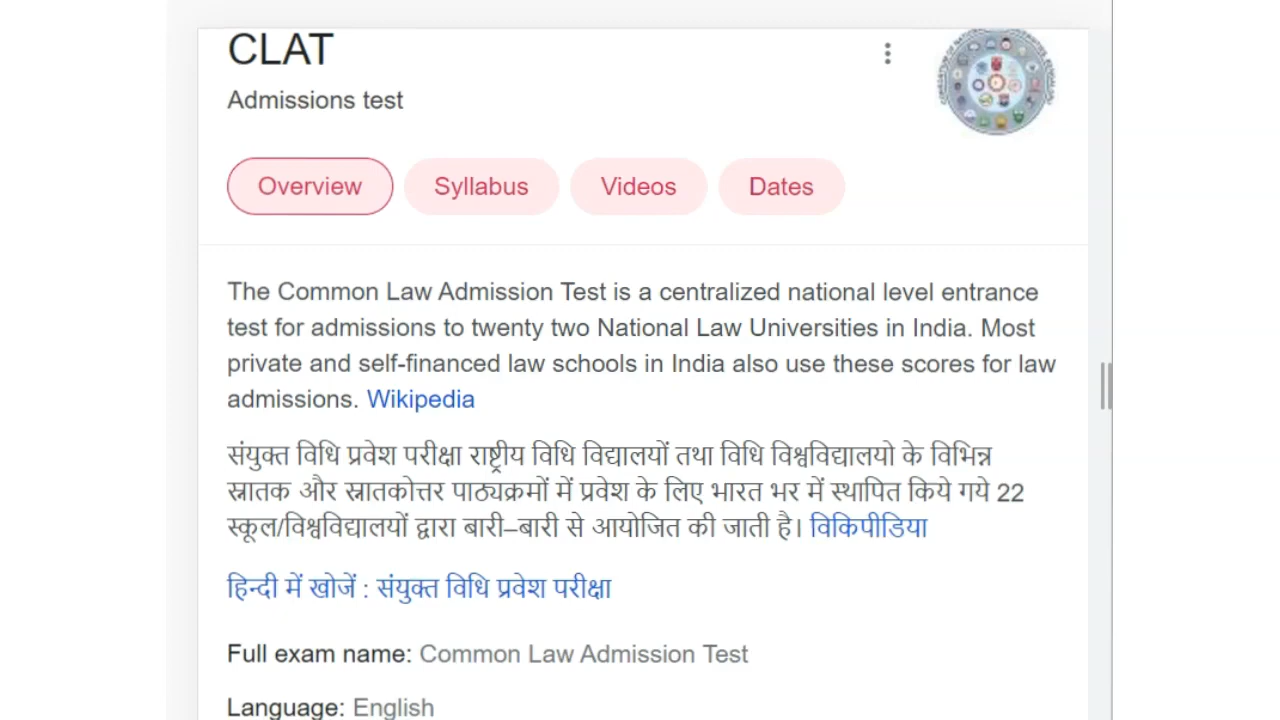 CLAT
Admissions test
Overview
Syllabus
Videos
Dates
The Common Law Admission Test is a centralized national level entrance
test for admissions to twenty two National Law Universities in India. Most
private and self-financed law schools in India also use these scores for law
admissions. Wikipedia
संयुक्त विधि प्रवेश परीक्षा राष्ट्रीय विधि विद्यालयों तथा विधि विश्वविद्यालयो के विभिन्न
स्नातक और स्नातकोत्तर पाठ्यक्रमों में प्रवेश के लिए भारत भर में स्थापित किये गये 22
स्कूल/विश्वविद्यालयों द्वारा बारी–बारी से आयोजित की जाती है। विकिपीडिया
हिन्दी में खोजें : संयुक्त विधि प्रवेश परीक्षा
Full exam name: Common Law Admission Test
Language: English